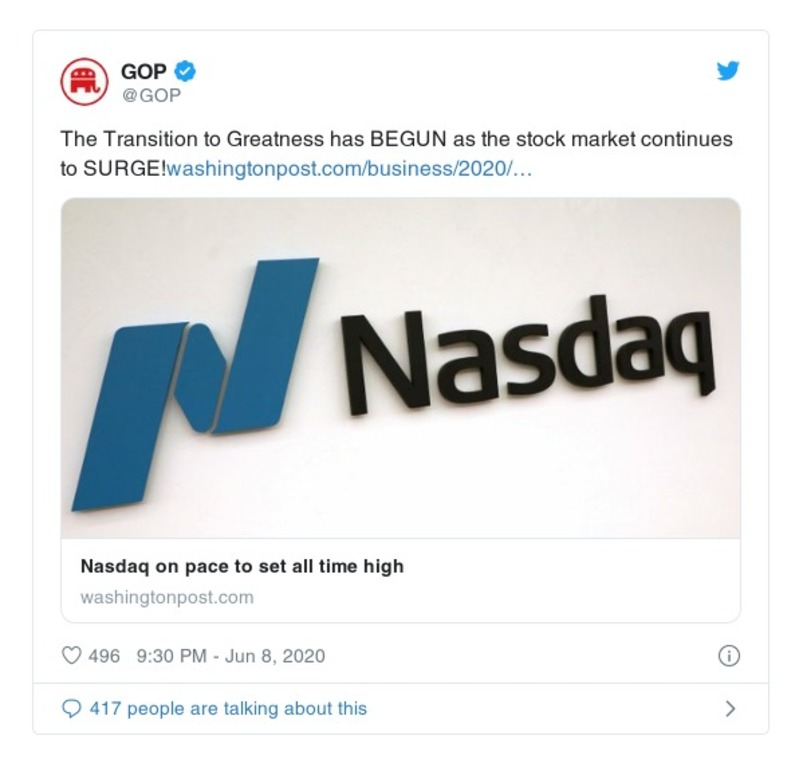 GOP
@GOP
The Transition to Greatness has BEGUN as the stock market continues
to SURGE!washingtonpost.com/business/2020/…
Nasdaq
Nasdaq on pace to set all time high
washingtonpost.com
496 9:30 PM - Jun 8, 2020
417 people are talking about this